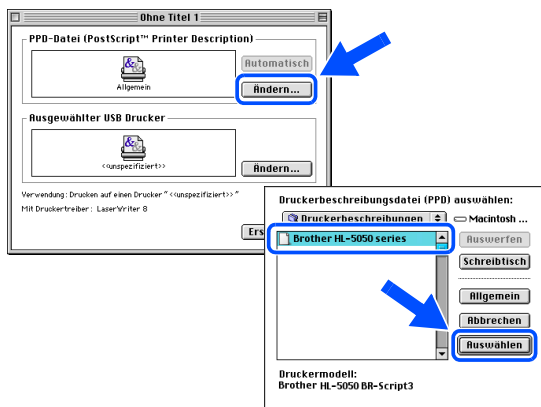 Ohne Titel 1
PPD-Datei (PostScript™ Printer Description)
Allgemein
Automatisch
Ändern...
Ausgewählter USB Drucker
<<unspezifiziert>>
Ändern...
Verwendung: Drucken auf einen Drucker "<<unspezifiziert>>"
Mit Druckertreiber: LaserWriter 8
Ers
Druckerbeschreibungsdatei (PPD) auswählen:
Druckerbeschreibungen
Macintosh ...
Brother HL-5050 series
Auswerfen
Schreibtisch
Allgemein
Abbrechen
Auswählen
Druckermodell:
Brother HL-5050 BR-Script3